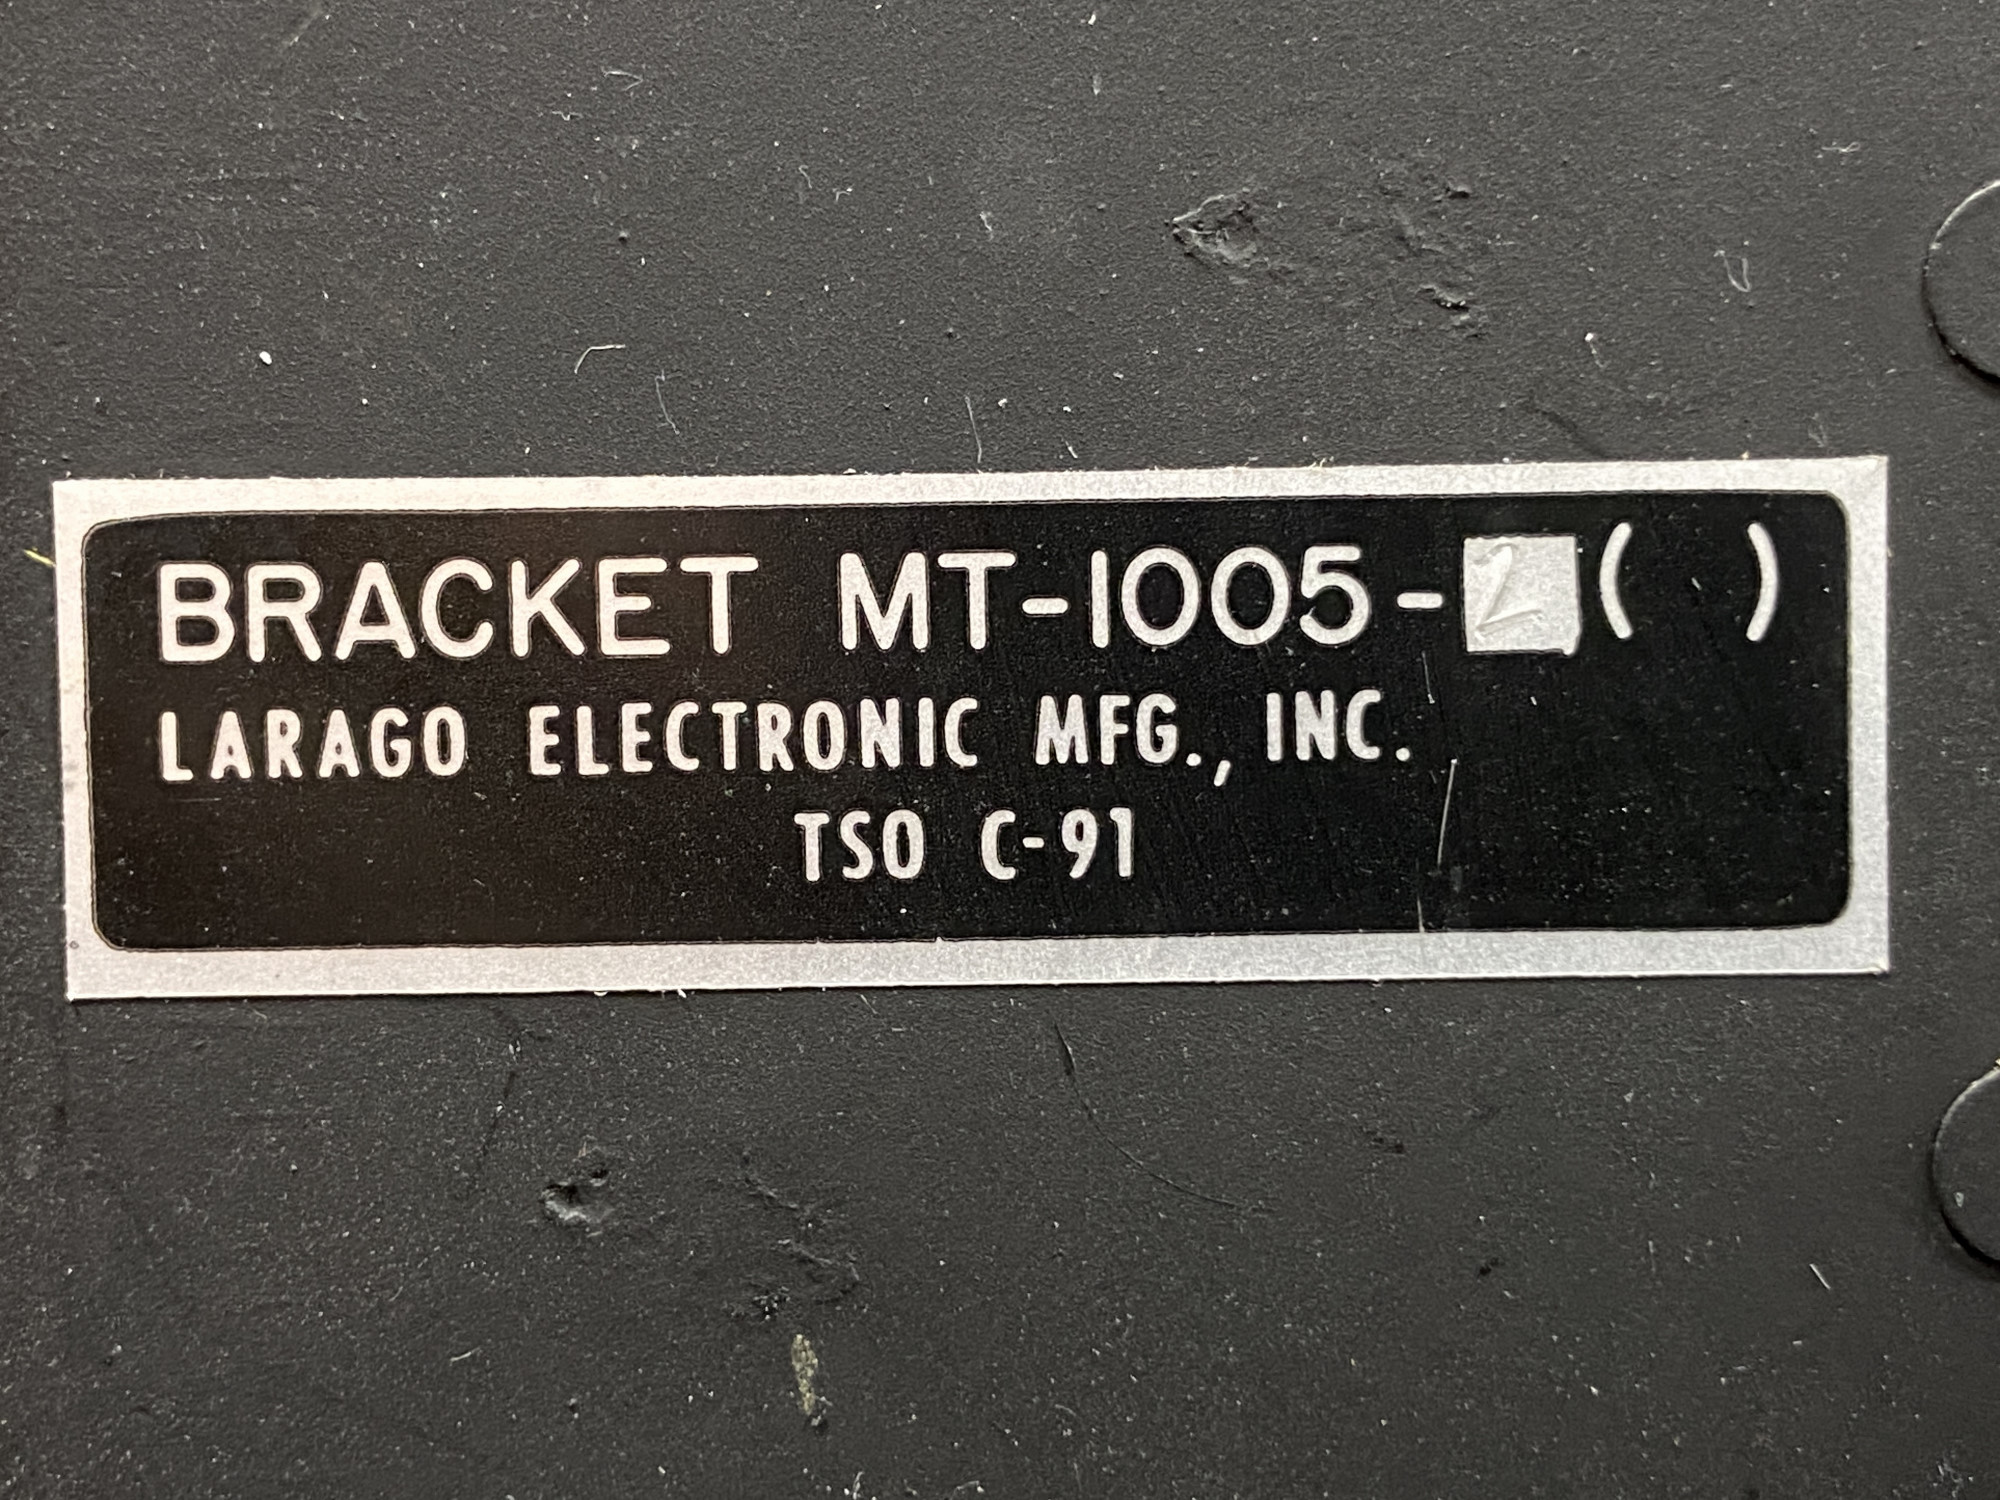 BRACKET MT-1005-2 ( )
LARAGO ELECTRONIC MFG., INC.
TSO C-91